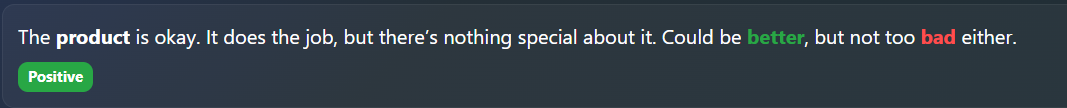 The product is okay. It does the job, but there’s nothing special about it. Could be better, but not too bad either.
Positive